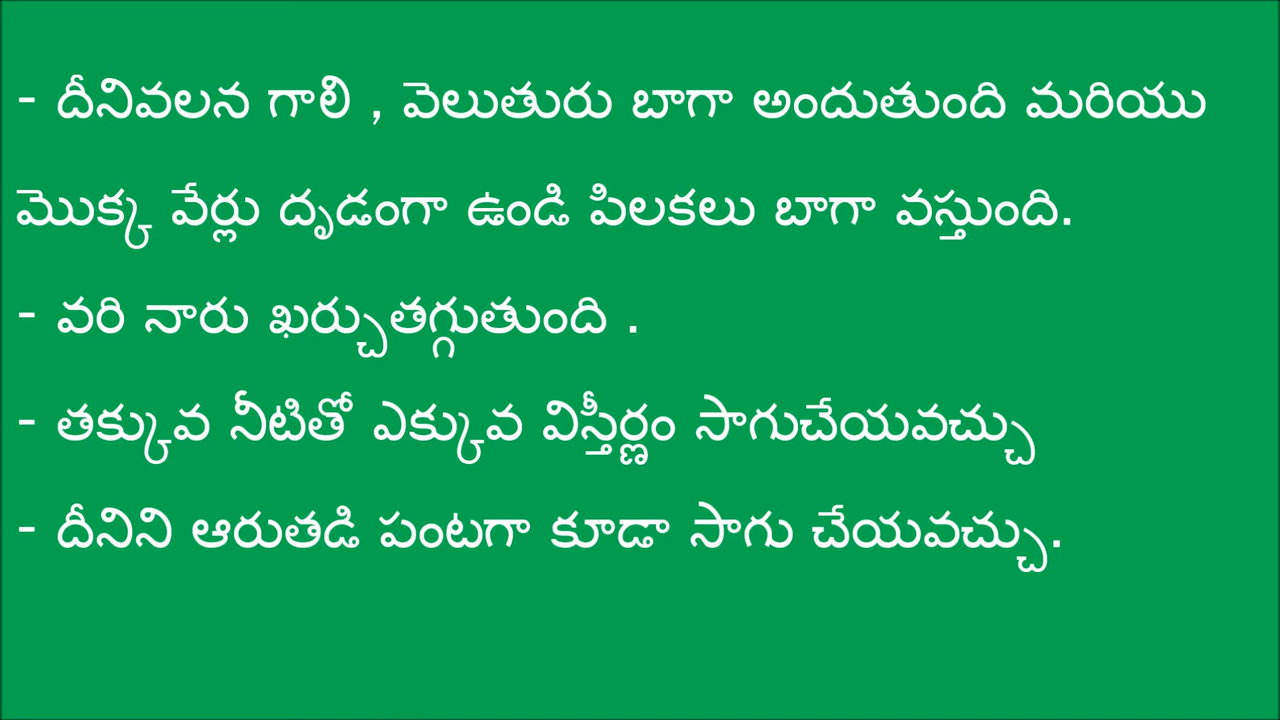 - దీనివలన గాలి , వెలుతురు బాగా అందుతుంది మరియు
మొక్క వేర్లు దృడంగా ఉండి పిలకలు బాగా వస్తుంది.
- వరి నారు ఖర్చుతగ్గుతుంది .
- తక్కువ నీటితో ఎక్కువ విస్తీర్ణం సాగుచేయవచ్చు
- దీనిని ఆరుతడి పంటగా కూడా సాగు చేయవచ్చు.